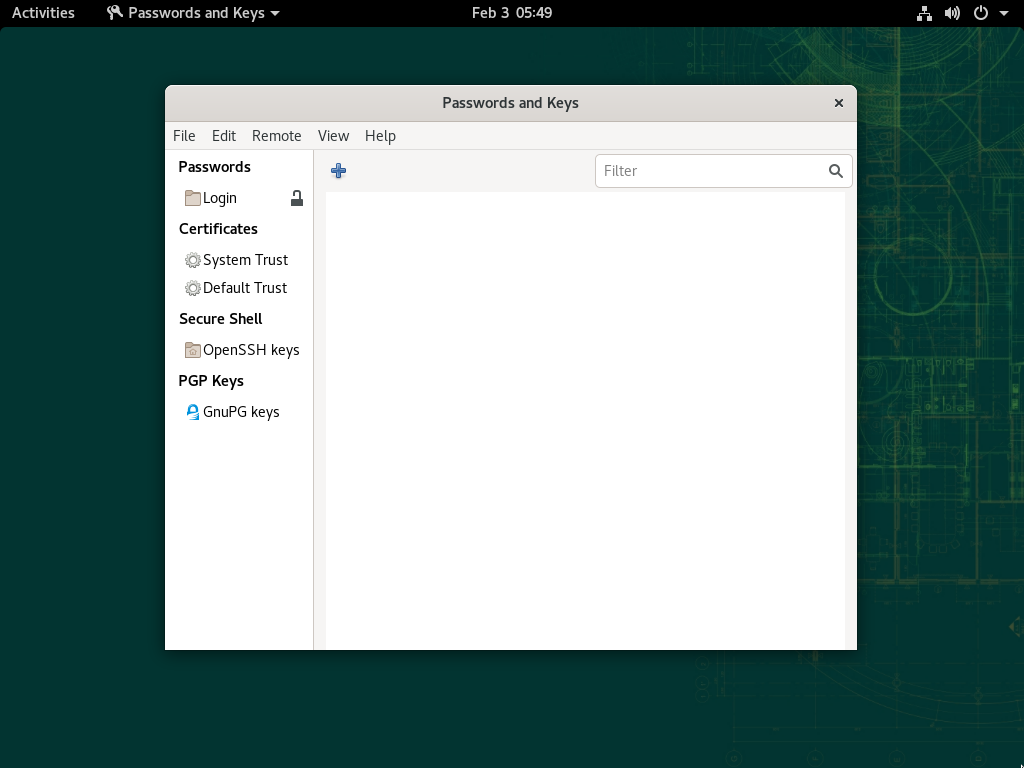 Activities Passwords and Keys Feb 3 05:49
Passwords and Keys
File Edit Remote View Help
Passwords
Filter
Login
Certificates
System Trust
Default Trust
Secure Shell
OpenSSH keys
PGP Keys
GnuPG keys